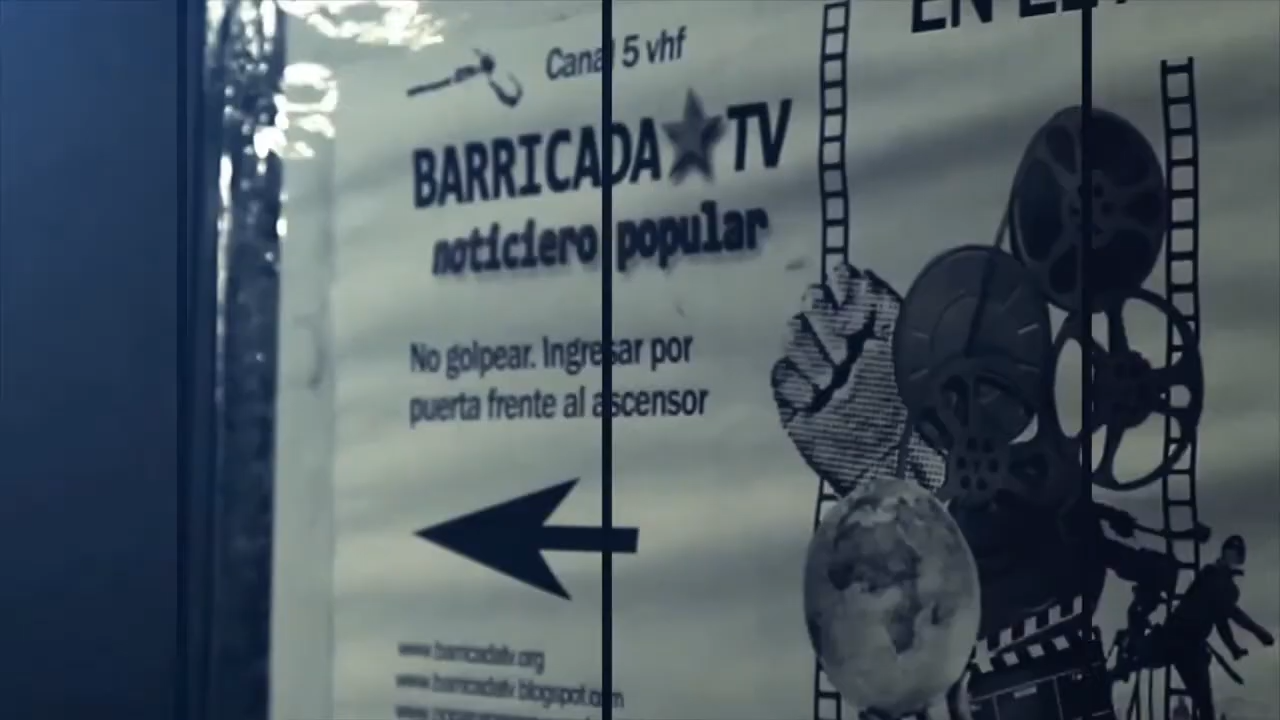 Canal 5 vhf
BARRICADA TV
noticiero popular
No golpear. Ingresar por
puerta frente al ascensor
www.barricadatv.org
www.barricadatv.blogspot.com
EN